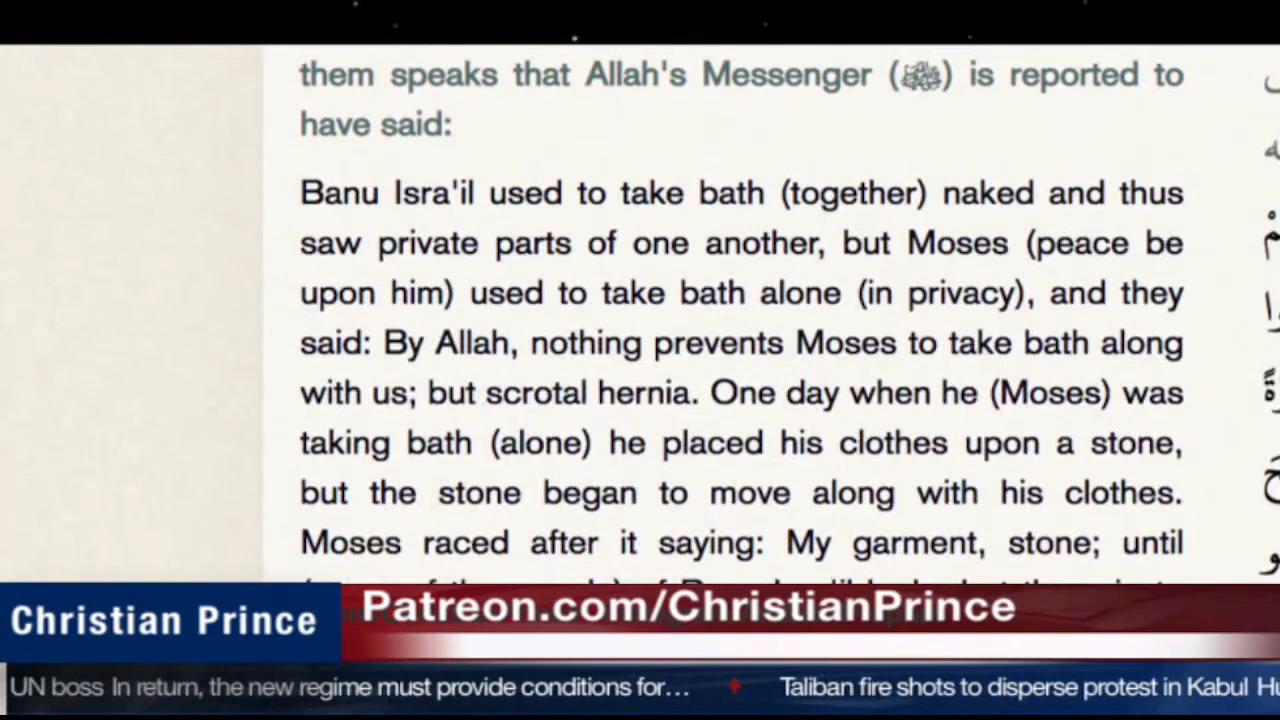 them speaks that Allah's Messenger (ﷺ) is reported to
have said:
Banu Isra'il used to take bath (together) naked and thus
saw private parts of one another, but Moses (peace be
upon him) used to take bath alone (in privacy), and they
said: By Allah, nothing prevents Moses to take bath along
with us; but scrotal hernia. One day when he (Moses) was
taking bath (alone) he placed his clothes upon a stone,
but the stone began to move along with his clothes.
Moses raced after it saying: My garment, stone; until
Christian Prince
Patreon.com/ChristianPrince
UN boss In return, the new regime must provide conditions for… Taliban fire shots to disperse protest in Kabul